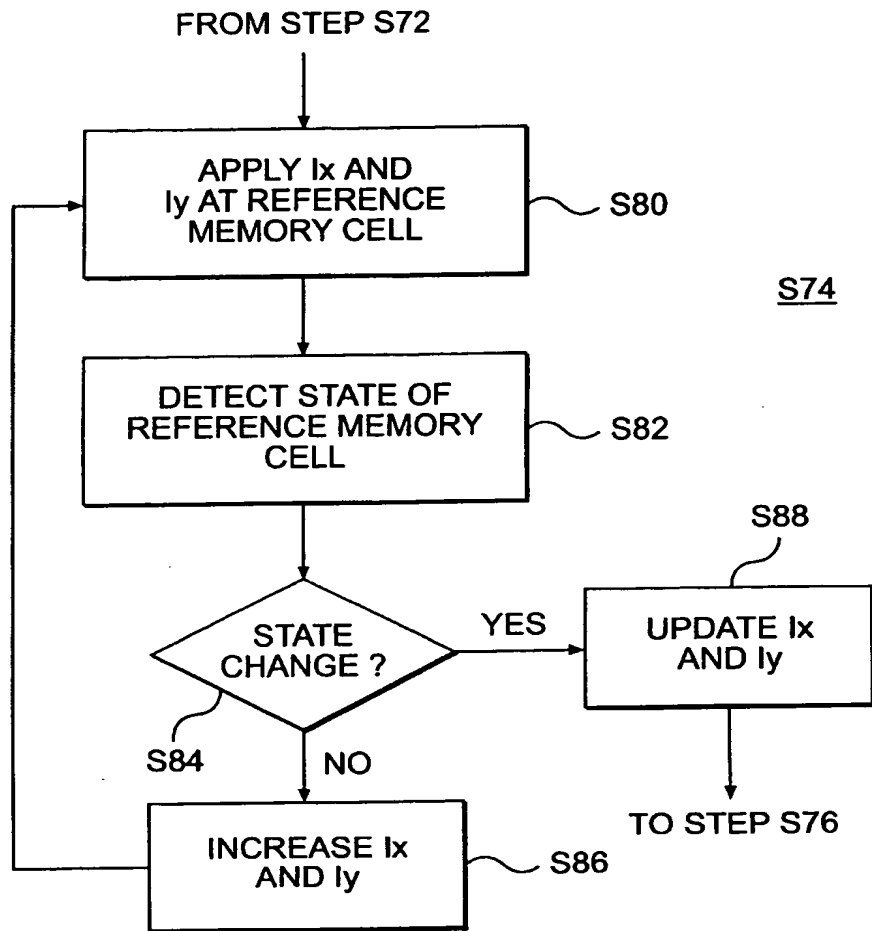 FROM STEP S72
APPLY Ix AND
Iy AT REFERENCE
MEMORY CELL
S80
S74
DETECT STATE OF
REFERENCE MEMORY
CELL
S82
S88
STATE
CHANGE ?
YES
UPDATE Ix
AND Iy
S84
NO
TO STEP S76
INCREASE Ix
AND Iy
S86